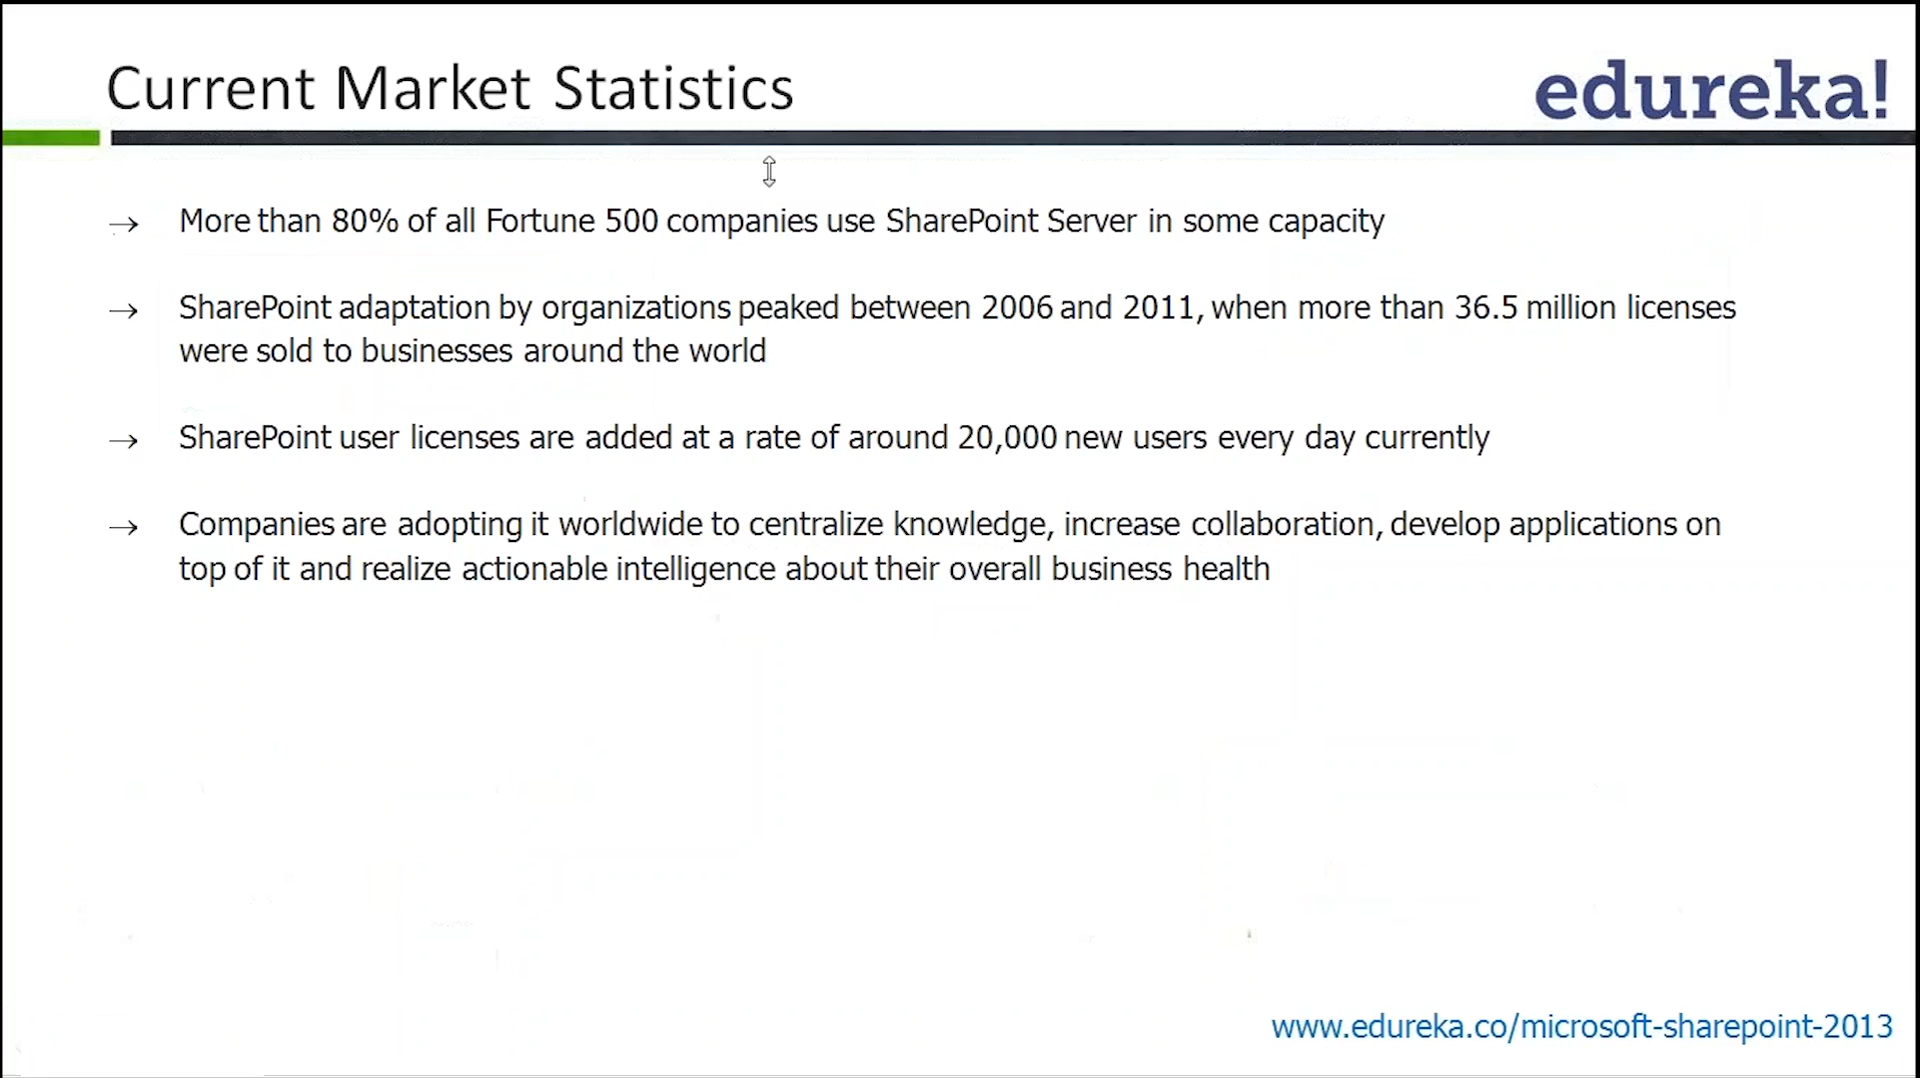 Current Market Statistics
edureka!
→ More than 80% of all Fortune 500 companies use SharePoint Server in some capacity
→ SharePoint adaptation by organizations peaked between 2006 and 2011, when more than 36.5 million licenses
were sold to businesses around the world
→ SharePoint user licenses are added at a rate of around 20,000 new users every day currently
→ Companies are adopting it worldwide to centralize knowledge, increase collaboration, develop applications on
top of it and realize actionable intelligence about their overall business health
www.edureka.co/microsoft-sharepoint-2013